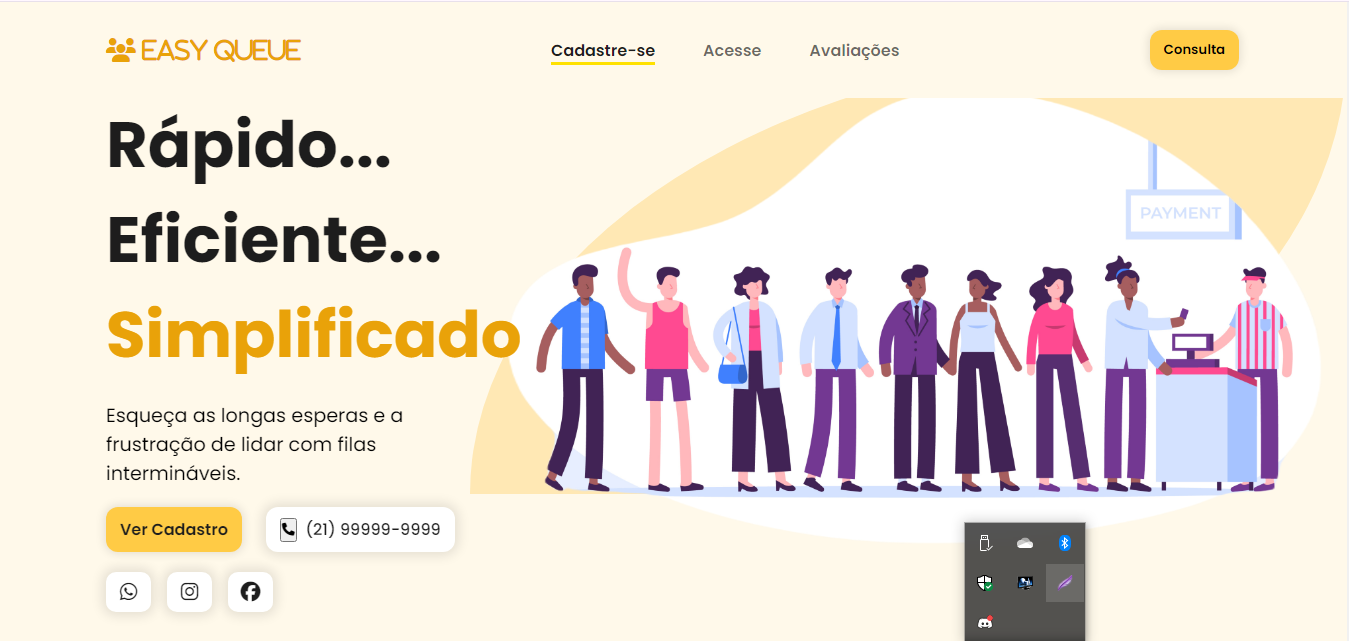 EASY QUEUE
Cadastre-se
Acesse
Avaliações
Consulta
Rápido...
Eficiente...
Simplificado
PAYMENT
Esqueça as longas esperas e a
frustração de lidar com filas
intermináveis.
Ver Cadastro
(21) 99999-9999